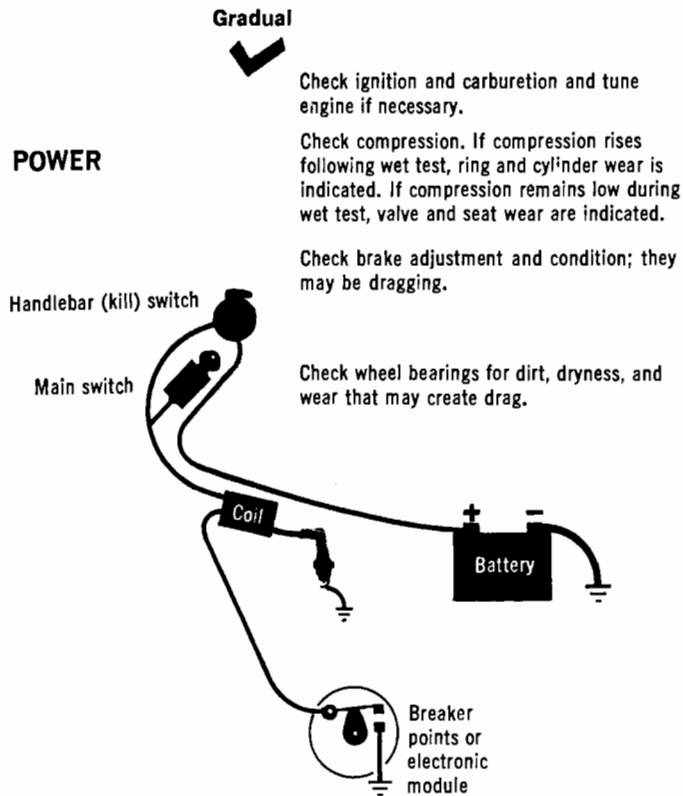 Gradual
Check ignition and carburetion and tune
engine if necessary.
POWER
Check compression. If compression rises
following wet test, ring and cylinder wear is
indicated. If compression remains low during
wet test, valve and seat wear are indicated.
Check brake adjustment and condition; they
may be dragging.
Handlebar (kill) switch
Main switch
Check wheel bearings for dirt, dryness, and
wear that may create drag.
Coil
+ −
Battery
Breaker
points or
electronic
module